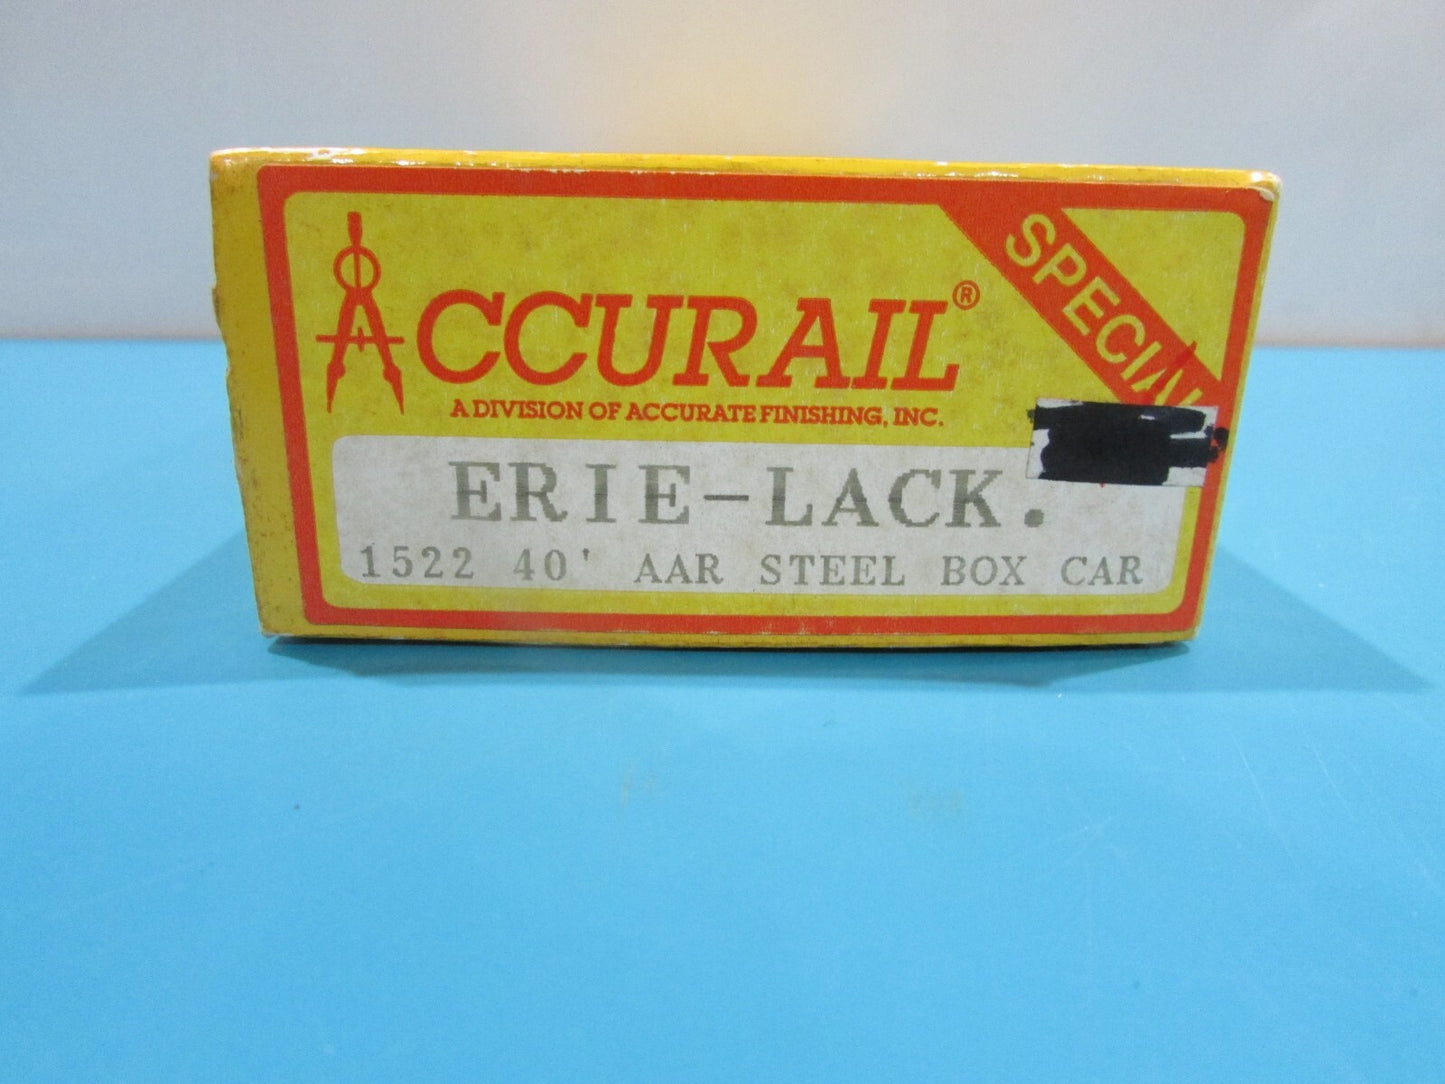 ACCURAIL®
SPECIAL
A DIVISION OF ACCURATE FINISHING, INC.
ERIE-LACK.
1522 40' AAR STEEL BOX CAR